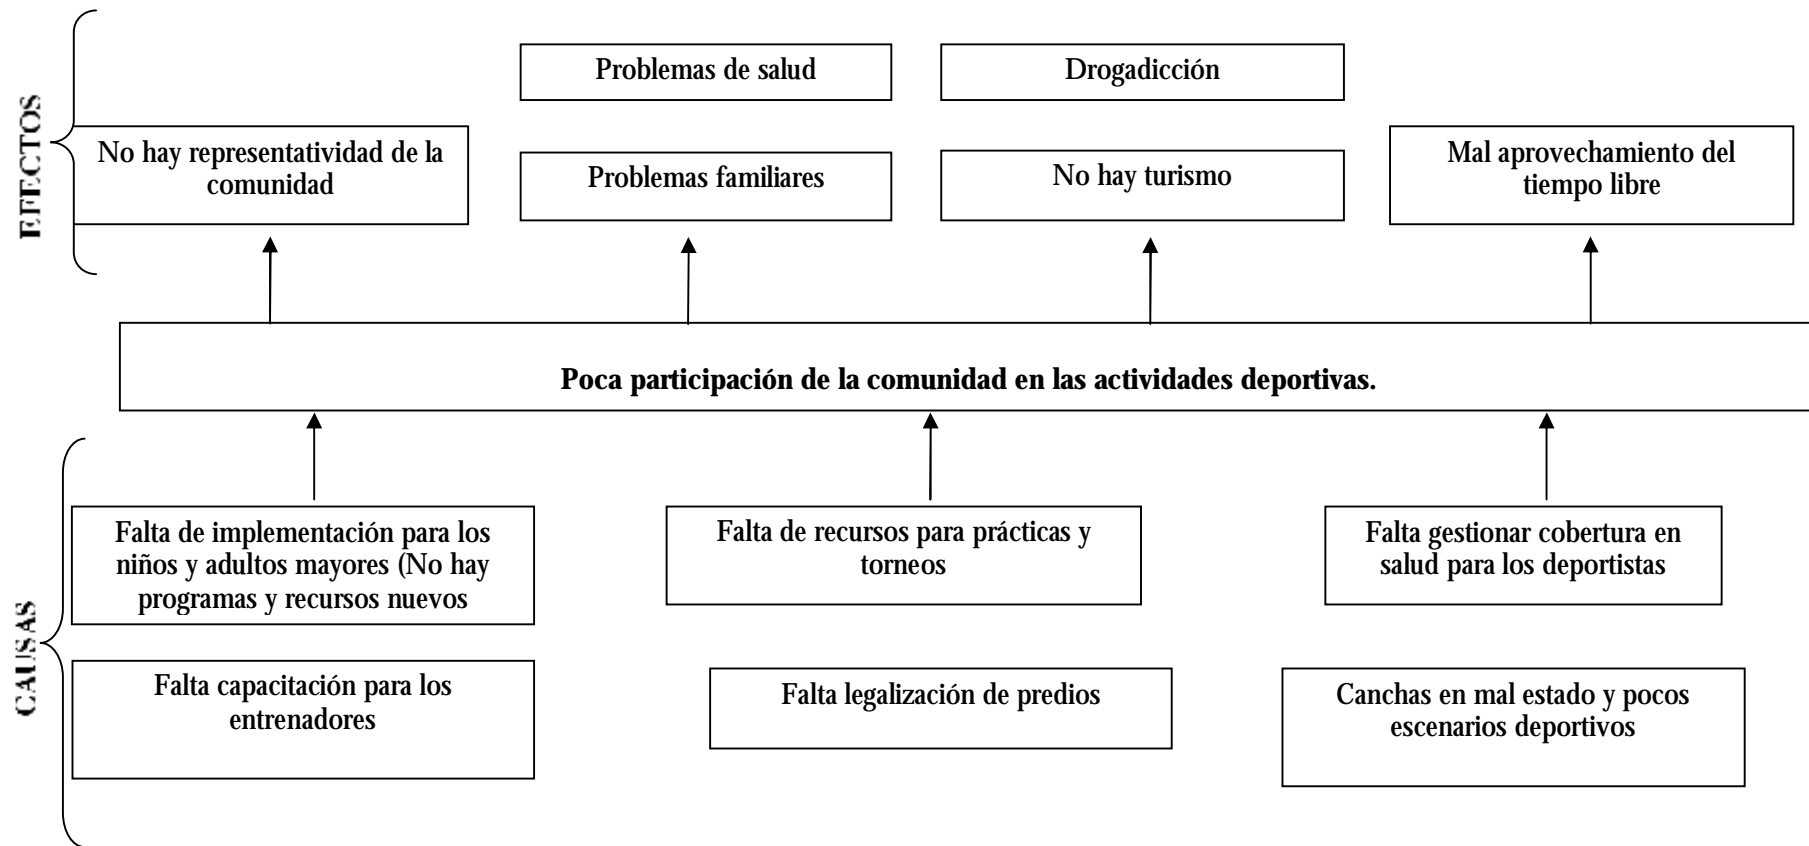 EFECTOS
Problemas de salud
Drogadicción
No hay representatividad de la
comunidad
Problemas familiares
No hay turismo
Mal aprovechamiento del
tiempo libre
Poca participación de la comunidad en las actividades deportivas.
CAUSAS
Falta de implementación para los
niños y adultos mayores (No hay
programas y recursos nuevos
Falta de recursos para prácticas y
torneos
Falta gestionar cobertura en
salud para los deportistas
Falta capacitación para los
entrenadores
Falta legalización de predios
Canchas en mal estado y pocos
escenarios deportivos